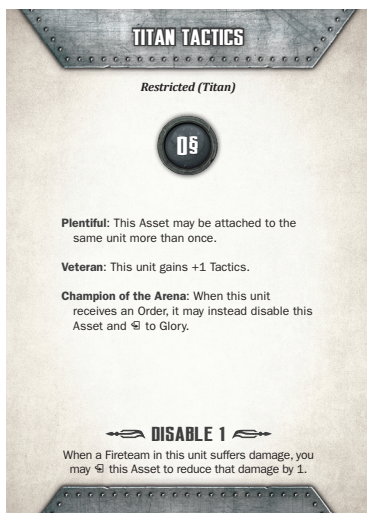 TITAN TACTICS
Restricted (Titan)
0§
Plentiful: This Asset may be attached to the
same unit more than once.
Veteran: This unit gains +1 Tactics.
Champion of the Arena: When this unit
receives an Order, it may instead disable this
Asset and to Glory.
DISABLE 1
When a Fireteam in this unit suffers damage, you
may this Asset to reduce that damage by 1.